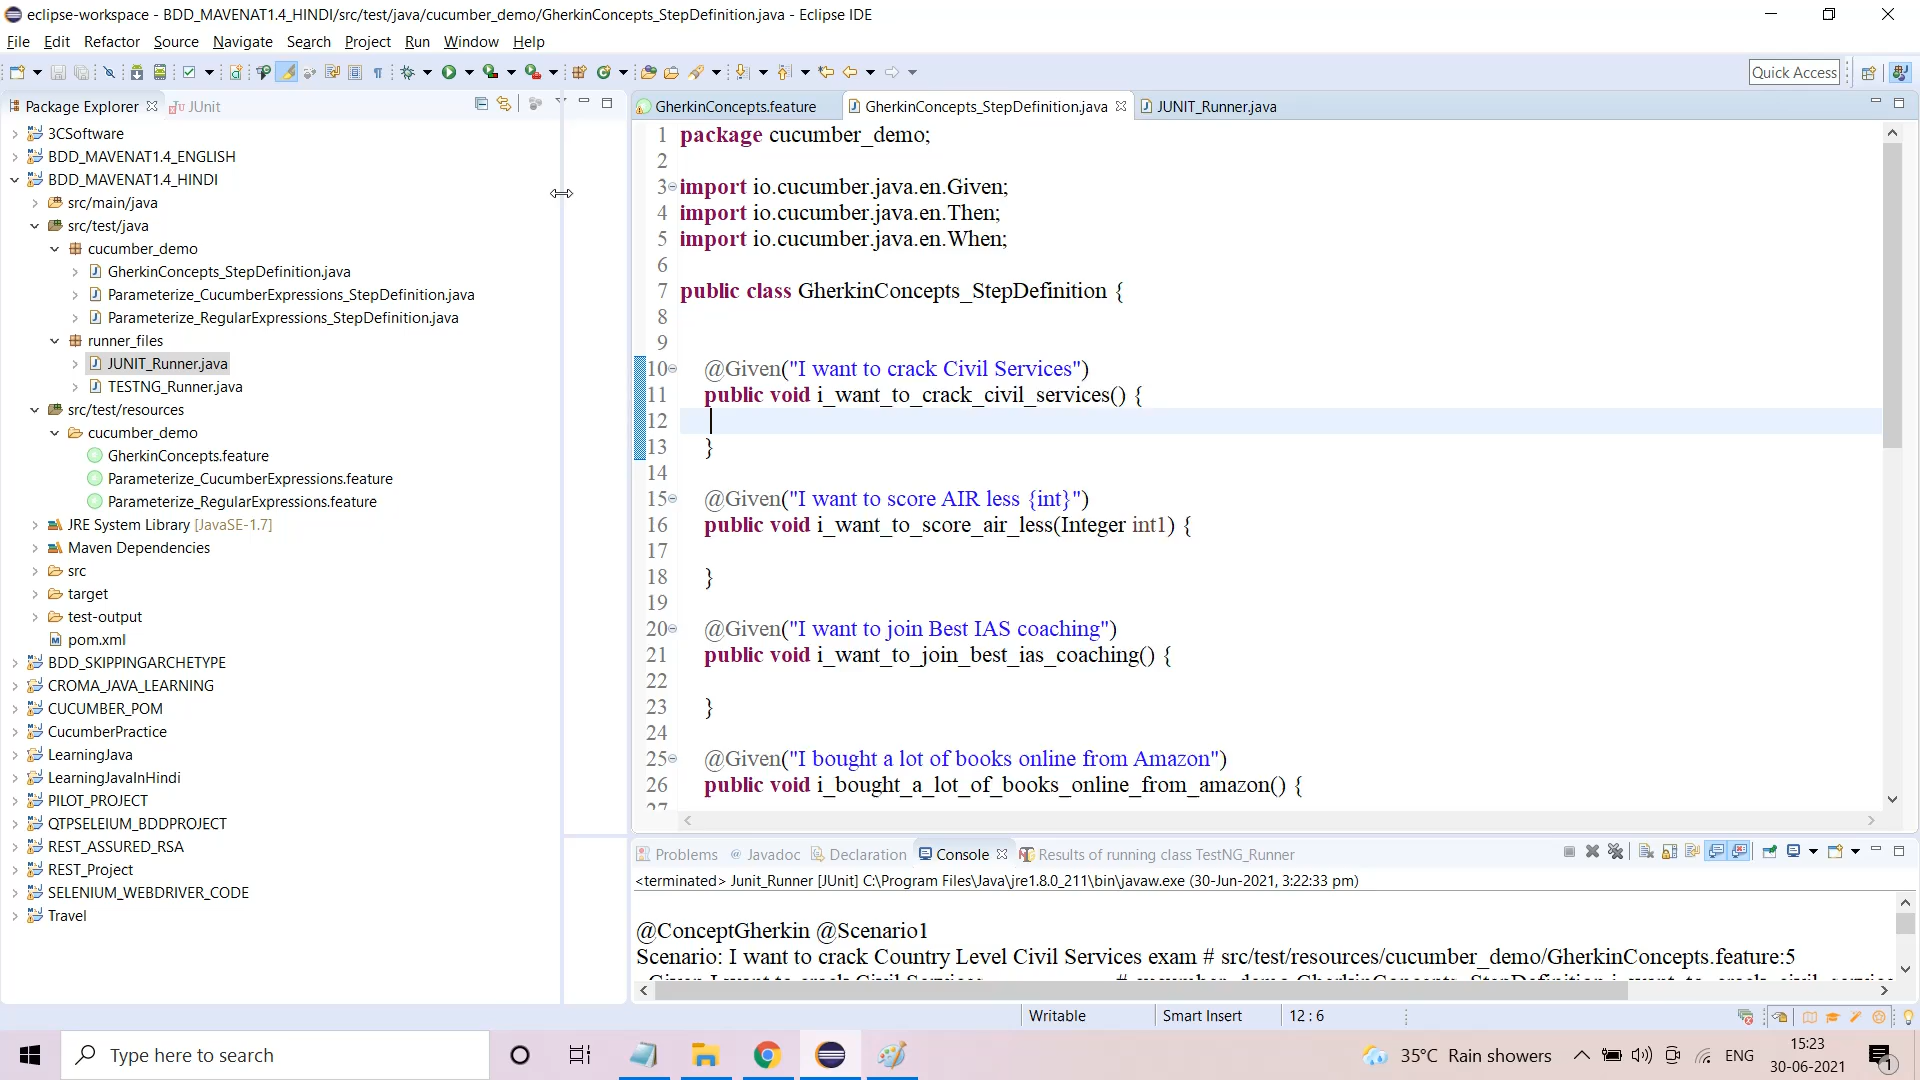 eclipse-workspace - BDD_MAVENAT1.4_HINDI/src/test/java/cucumber_demo/GherkinConcepts_StepDefinition.java - Eclipse IDE
File Edit Refactor Source Navigate Search Project Run Window Help
Quick Access
Package Explorer
JUnit
3CSoftware
BDD_MAVENAT1.4_ENGLISH
BDD_MAVENAT1.4_HINDI
src/main/java
src/test/java
cucumber_demo
GherkinConcepts_StepDefinition.java
Parameterize_CucumberExpressions_StepDefinition.java
Parameterize_RegularExpressions_StepDefinition.java
runner_files
JUNIT_Runner.java
TESTNG_Runner.java
src/test/resources
cucumber_demo
GherkinConcepts.feature
Parameterize_CucumberExpressions.feature
Parameterize_RegularExpressions.feature
JRE System Library [JavaSE-1.7]
Maven Dependencies
src
target
test-output
pom.xml
BDD_SKIPPINGARCHETYPE
CROMA_JAVA_LEARNING
CUCUMBER_POM
CucumberPractice
LearningJava
LearningJavaInHindi
PILOT_PROJECT
QTPSELEIUM_BDDPROJECT
REST_ASSURED_RSA
REST_Project
SELENIUM_WEBDRIVER_CODE
Travel
GherkinConcepts.feature GherkinConcepts_StepDefinition.java JUNIT_Runner.java
1 package cucumber_demo;
2
3 import io.cucumber.java.en.Given;
4 import io.cucumber.java.en.Then;
5 import io.cucumber.java.en.When;
6
7 public class GherkinConcepts_StepDefinition {
8
9
10 @Given("I want to crack Civil Services")
11 public void i_want_to_crack_civil_services() {
12
13 }
14
15 @Given("I want to score AIR less {int}")
16 public void i_want_to_score_air_less(Integer int1) {
17
18 }
19
20 @Given("I want to join Best IAS coaching")
21 public void i_want_to_join_best_ias_coaching() {
22
23 }
24
25 @Given("I bought a lot of books online from Amazon")
26 public void i_bought_a_lot_of_books_online_from_amazon() {
27
Problems @ Javadoc Declaration Console Results of running class TestNG_Runner
<terminated> Junit_Runner [JUnit] C:\Program Files\Java\jre1.8.0_211\bin\javaw.exe (30-Jun-2021, 3:22:33 pm)
@ConceptGherkin @Scenario1
Scenario: I want to crack Country Level Civil Services exam # src/test/resources/cucumber_demo/GherkinConcepts.feature:5
Writable Smart Insert 12 : 6
Type here to search
35°C Rain showers
ENG
15:23
30-06-2021
1